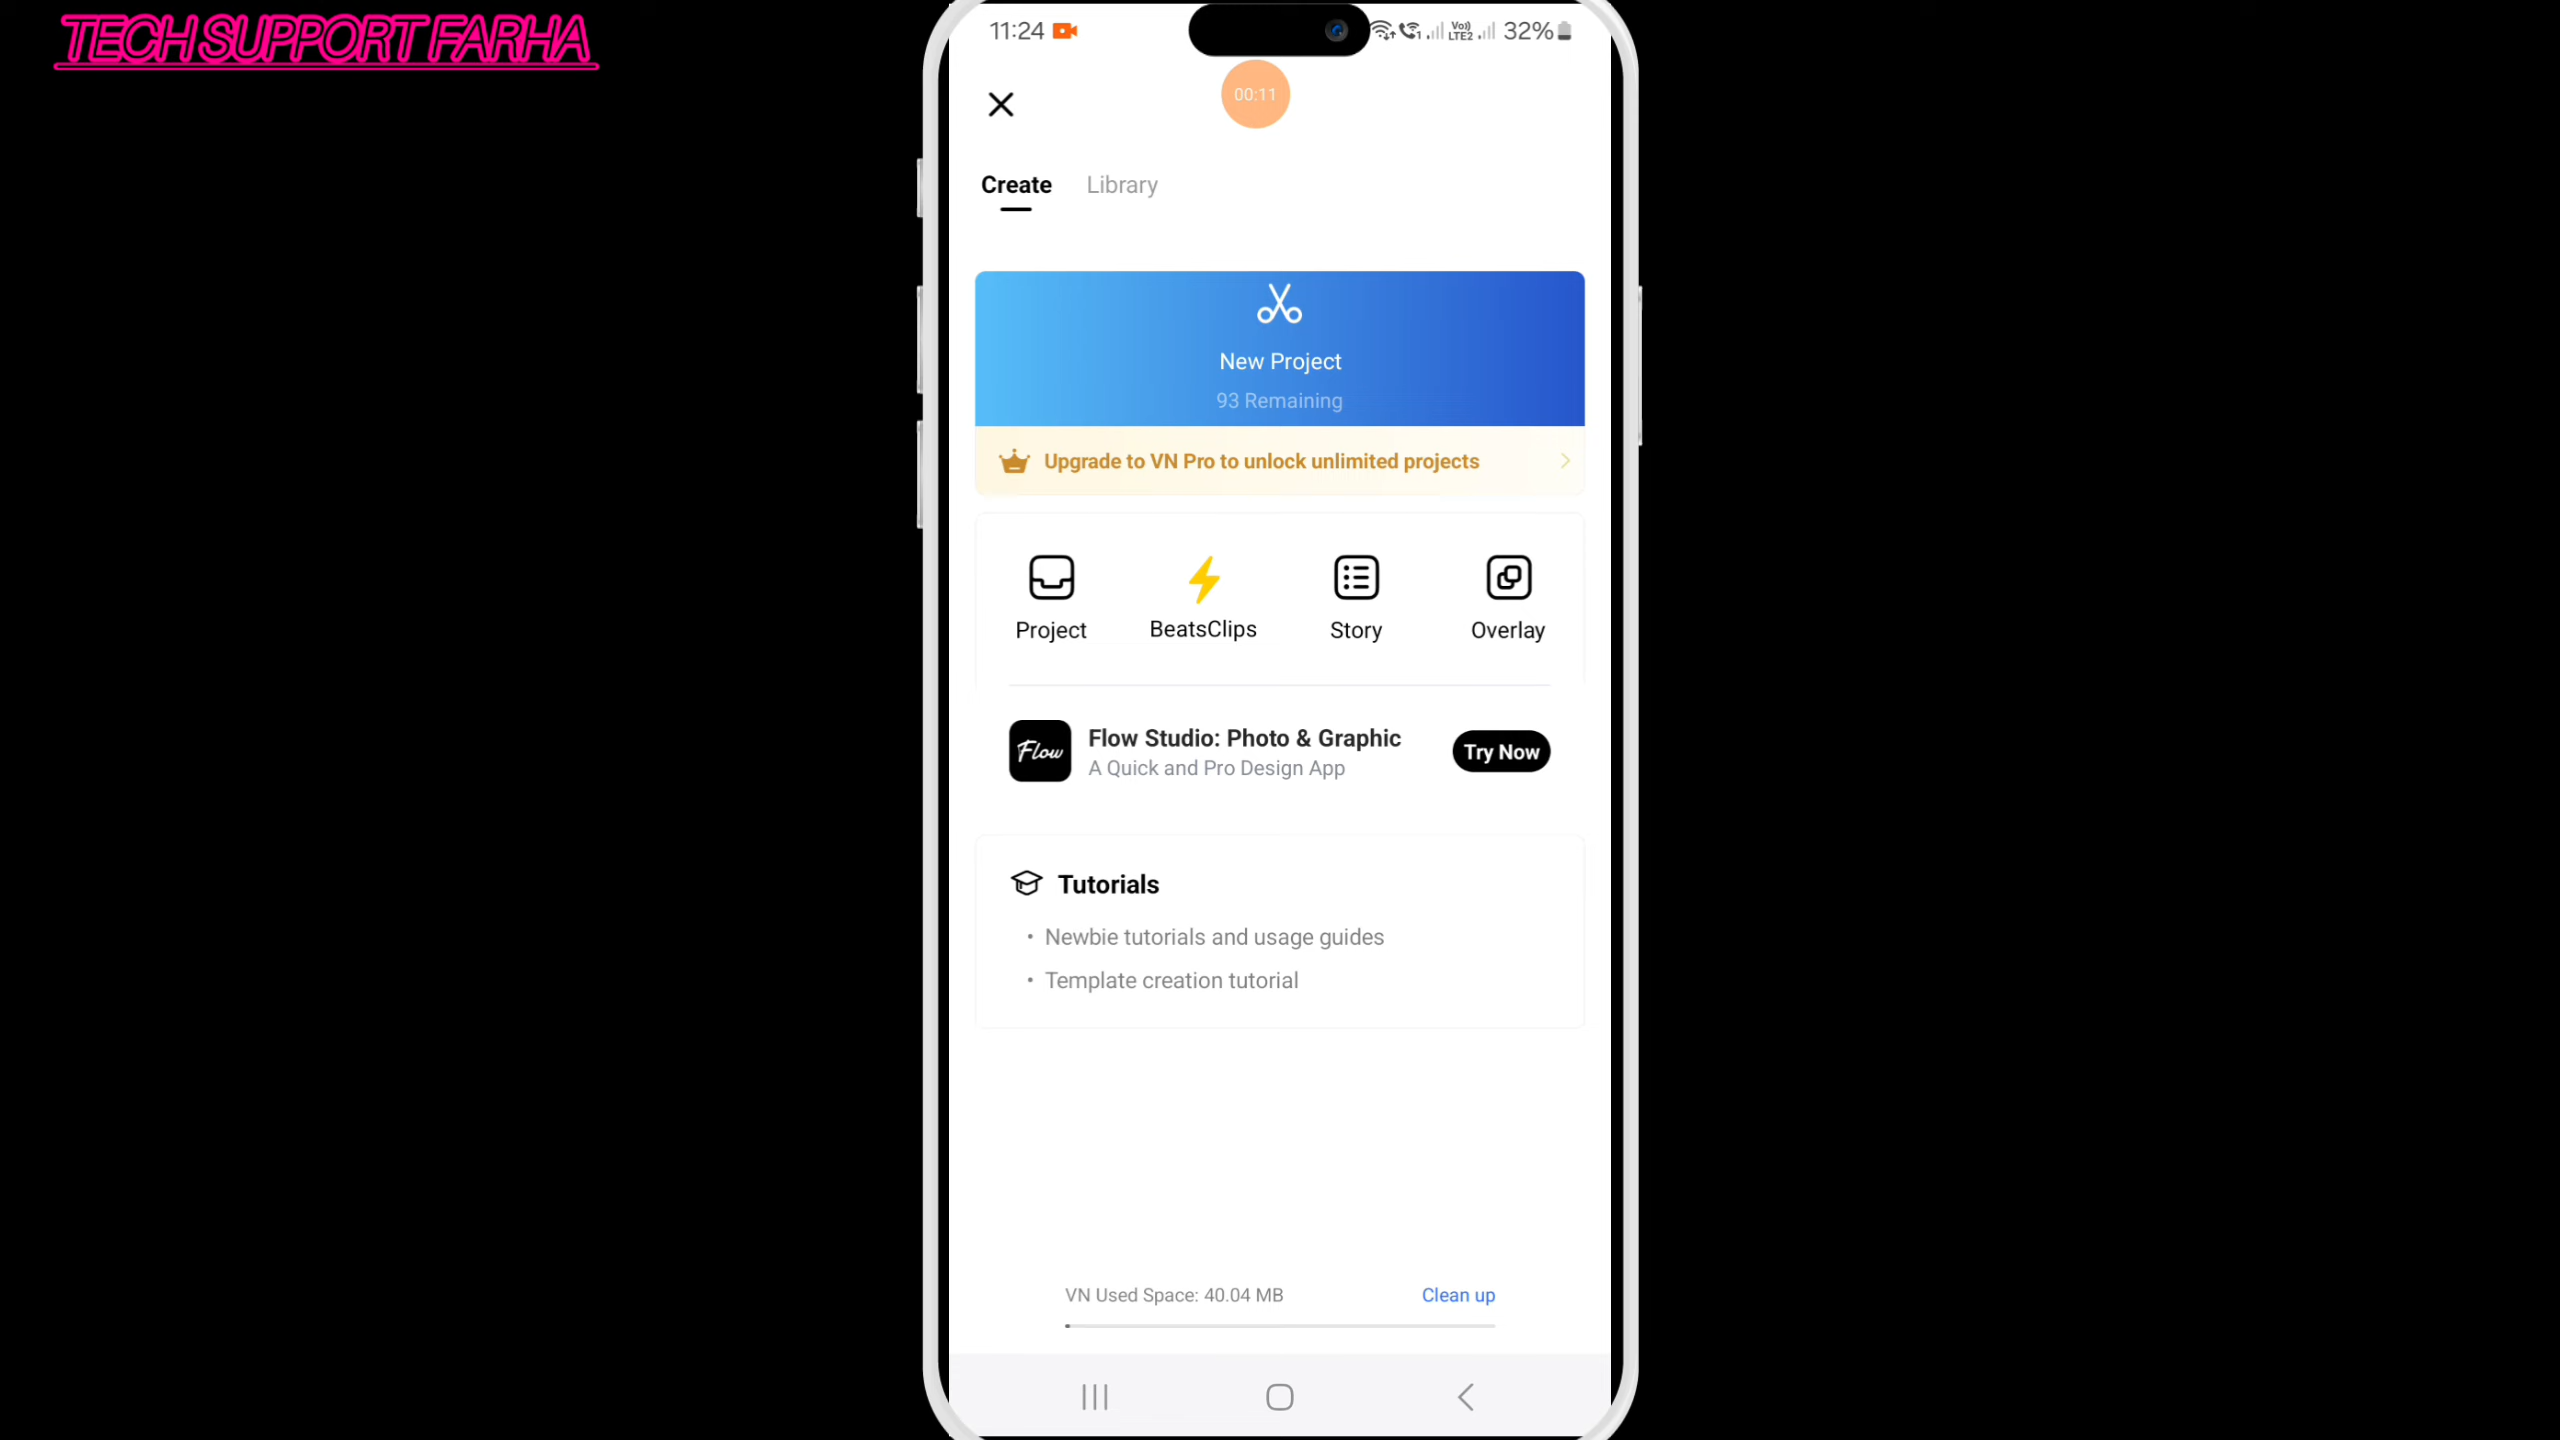 TECH SUPPORT FARHA
11:24
Vo)) LTE2
32%
00:11
Create Library
New Project
93 Remaining
Upgrade to VN Pro to unlock unlimited projects
Project BeatsClips Story Overlay
Flow
Flow Studio: Photo & Graphic
A Quick and Pro Design App
Try Now
Tutorials
• Newbie tutorials and usage guides
• Template creation tutorial
VN Used Space: 40.04 MB Clean up